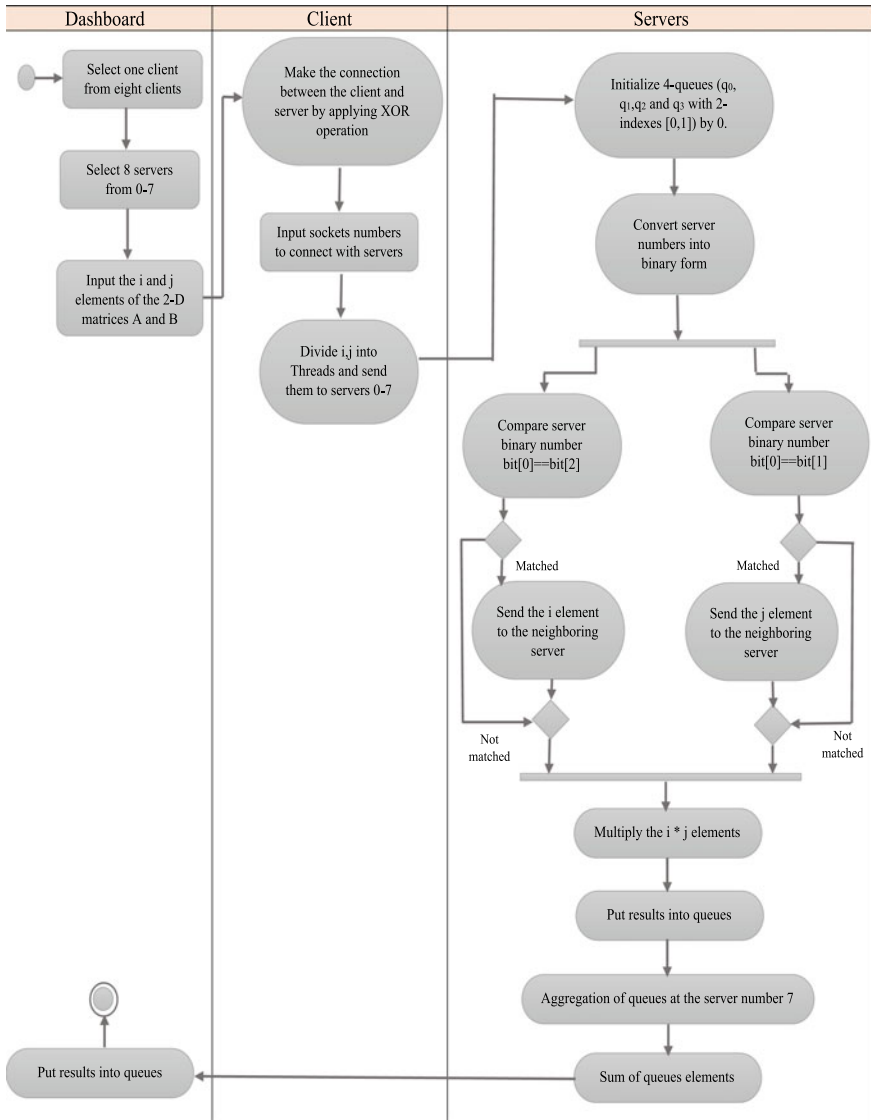 Dashboard
Client
Servers
Select one client
from eight clients
Select 8 servers
from 0-7
Input the i and j
elements of the 2-D
matrices A and B
Make the connection
between the client and
server by applying XOR
operation
Input sockets numbers
to connect with servers
Divide i,j into
Threads and send
them to servers 0-7
Initialize 4-queues (q0,
q1,q2 and q3 with 2-
indexes [0,1]) by 0.
Convert server
numbers into
binary form
Compare server
binary number
bit[0]==bit[2]
Compare server
binary number
bit[0]==bit[1]
Matched
Matched
Send the i element
to the neighboring
server
Send the j element
to the neighboring
server
Not
matched
Not
matched
Multiply the i * j elements
Put results into queues
Aggregation of queues at the server number 7
Sum of queues elements
Put results into queues